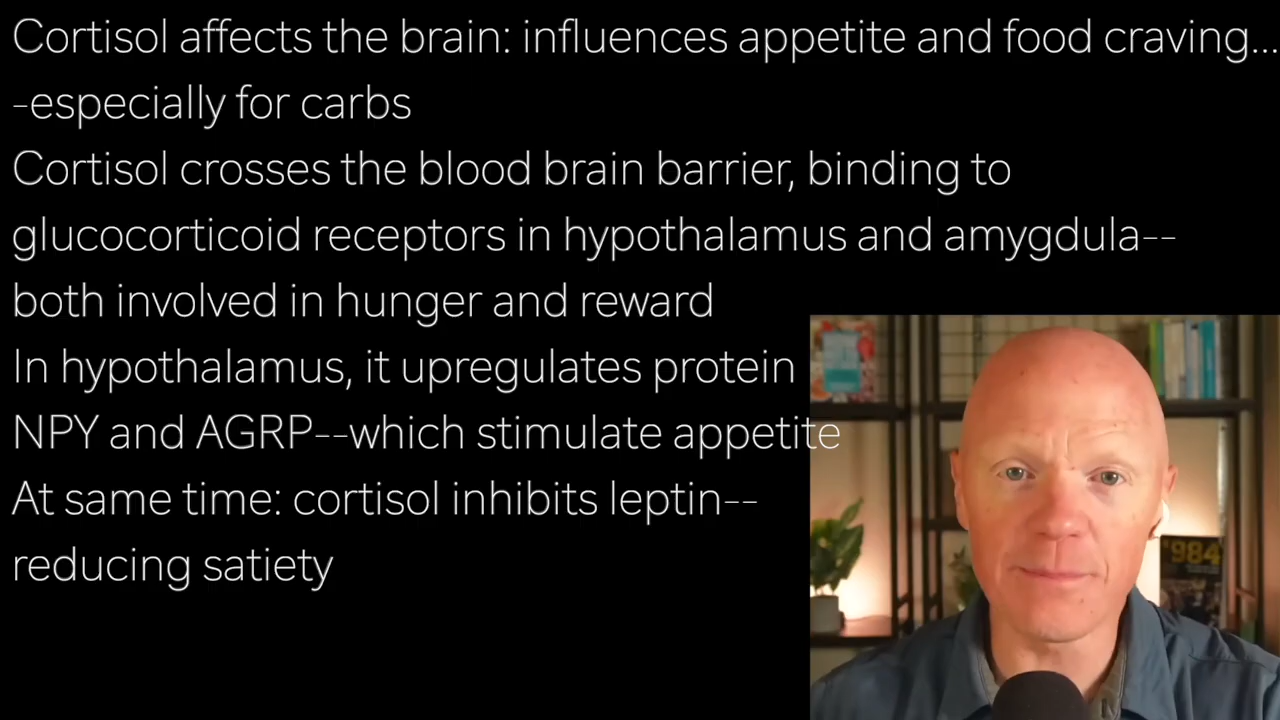 Cortisol affects the brain: influences appetite and food craving...
-especially for carbs
Cortisol crosses the blood brain barrier, binding to
glucocorticoid receptors in hypothalamus and amygdula--
both involved in hunger and reward
In hypothalamus, it upregulates protein
NPY and AGRP--which stimulate appetite
At same time: cortisol inhibits leptin--
reducing satiety
984